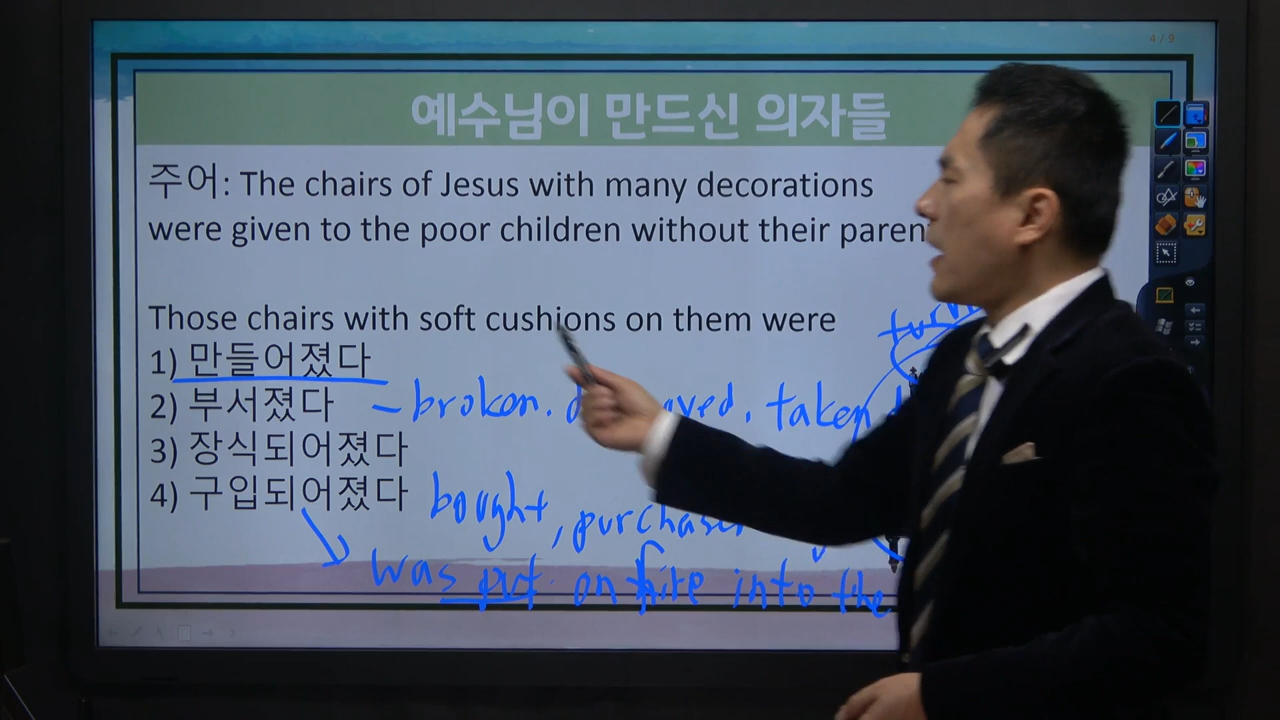 4 / 9
예수님이 만드신 의자들
주어: The chairs of Jesus with many decorations
were given to the poor children without their paren
Those chairs with soft cushions on them were
1) 만들어졌다
2) 부서졌다 – broken. taken
3) 장식되어졌다
4) 구입되어졌다 bought, purchase
was put on fire into the